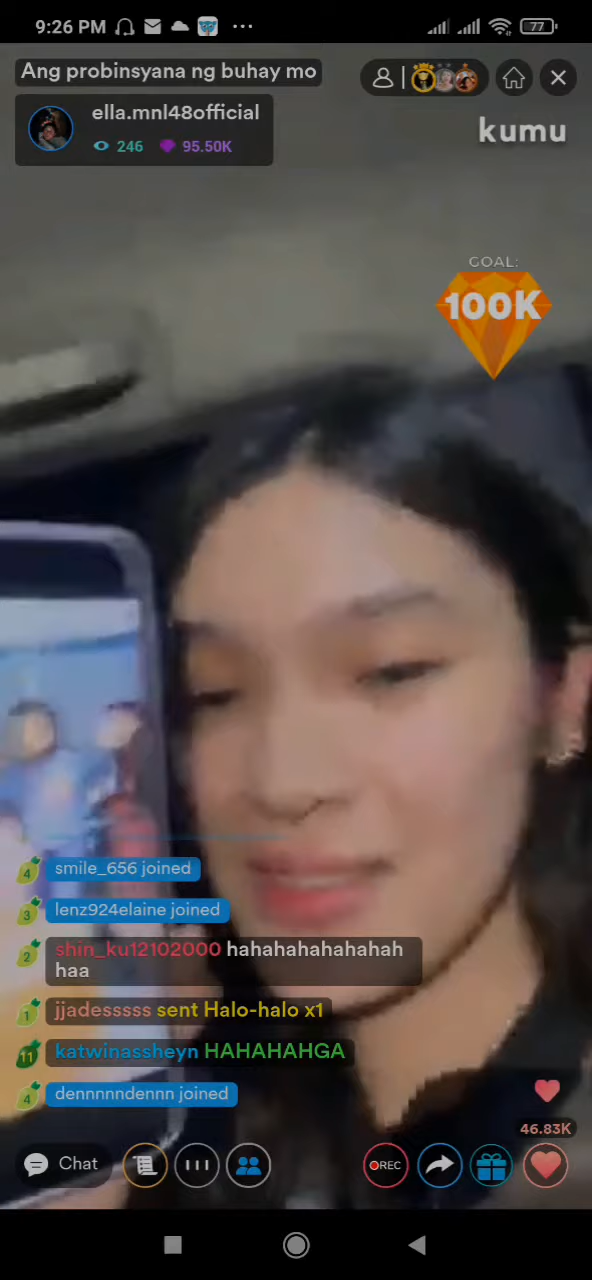 9:26 PM
77
Ang probinsyana ng buhay mo
ella.mnl48official
246 95.50K
kumu
GOAL:
100K
4 smile_656 joined
3 lenz924elaine joined
2 shin_ku12102000 hahahahahahahah
haa
1 jjadesssss sent Halo-halo x1
11 katwinassheyn HAHAHAHGA
4 dennnnndennn joined
46.83K
Chat
REC